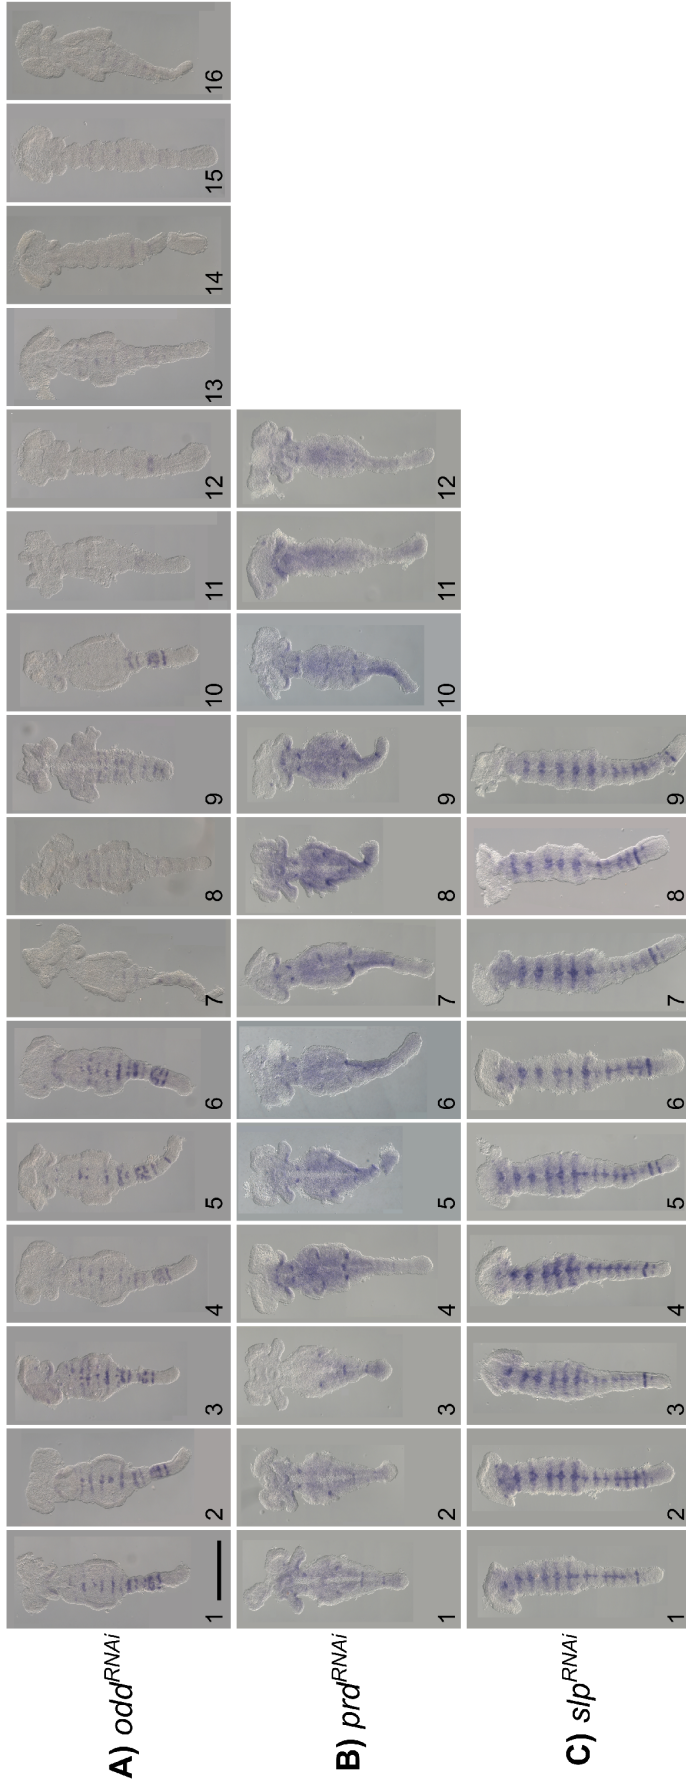 A) odd^RNAi
1 2 3 4 5 6 7 8 9 10 11 12 13 14 15 16
B) prd^RNAi
1 2 3 4 5 6 7 8 9 10 11 12
C) slp^RNAi
1 2 3 4 5 6 7 8 9